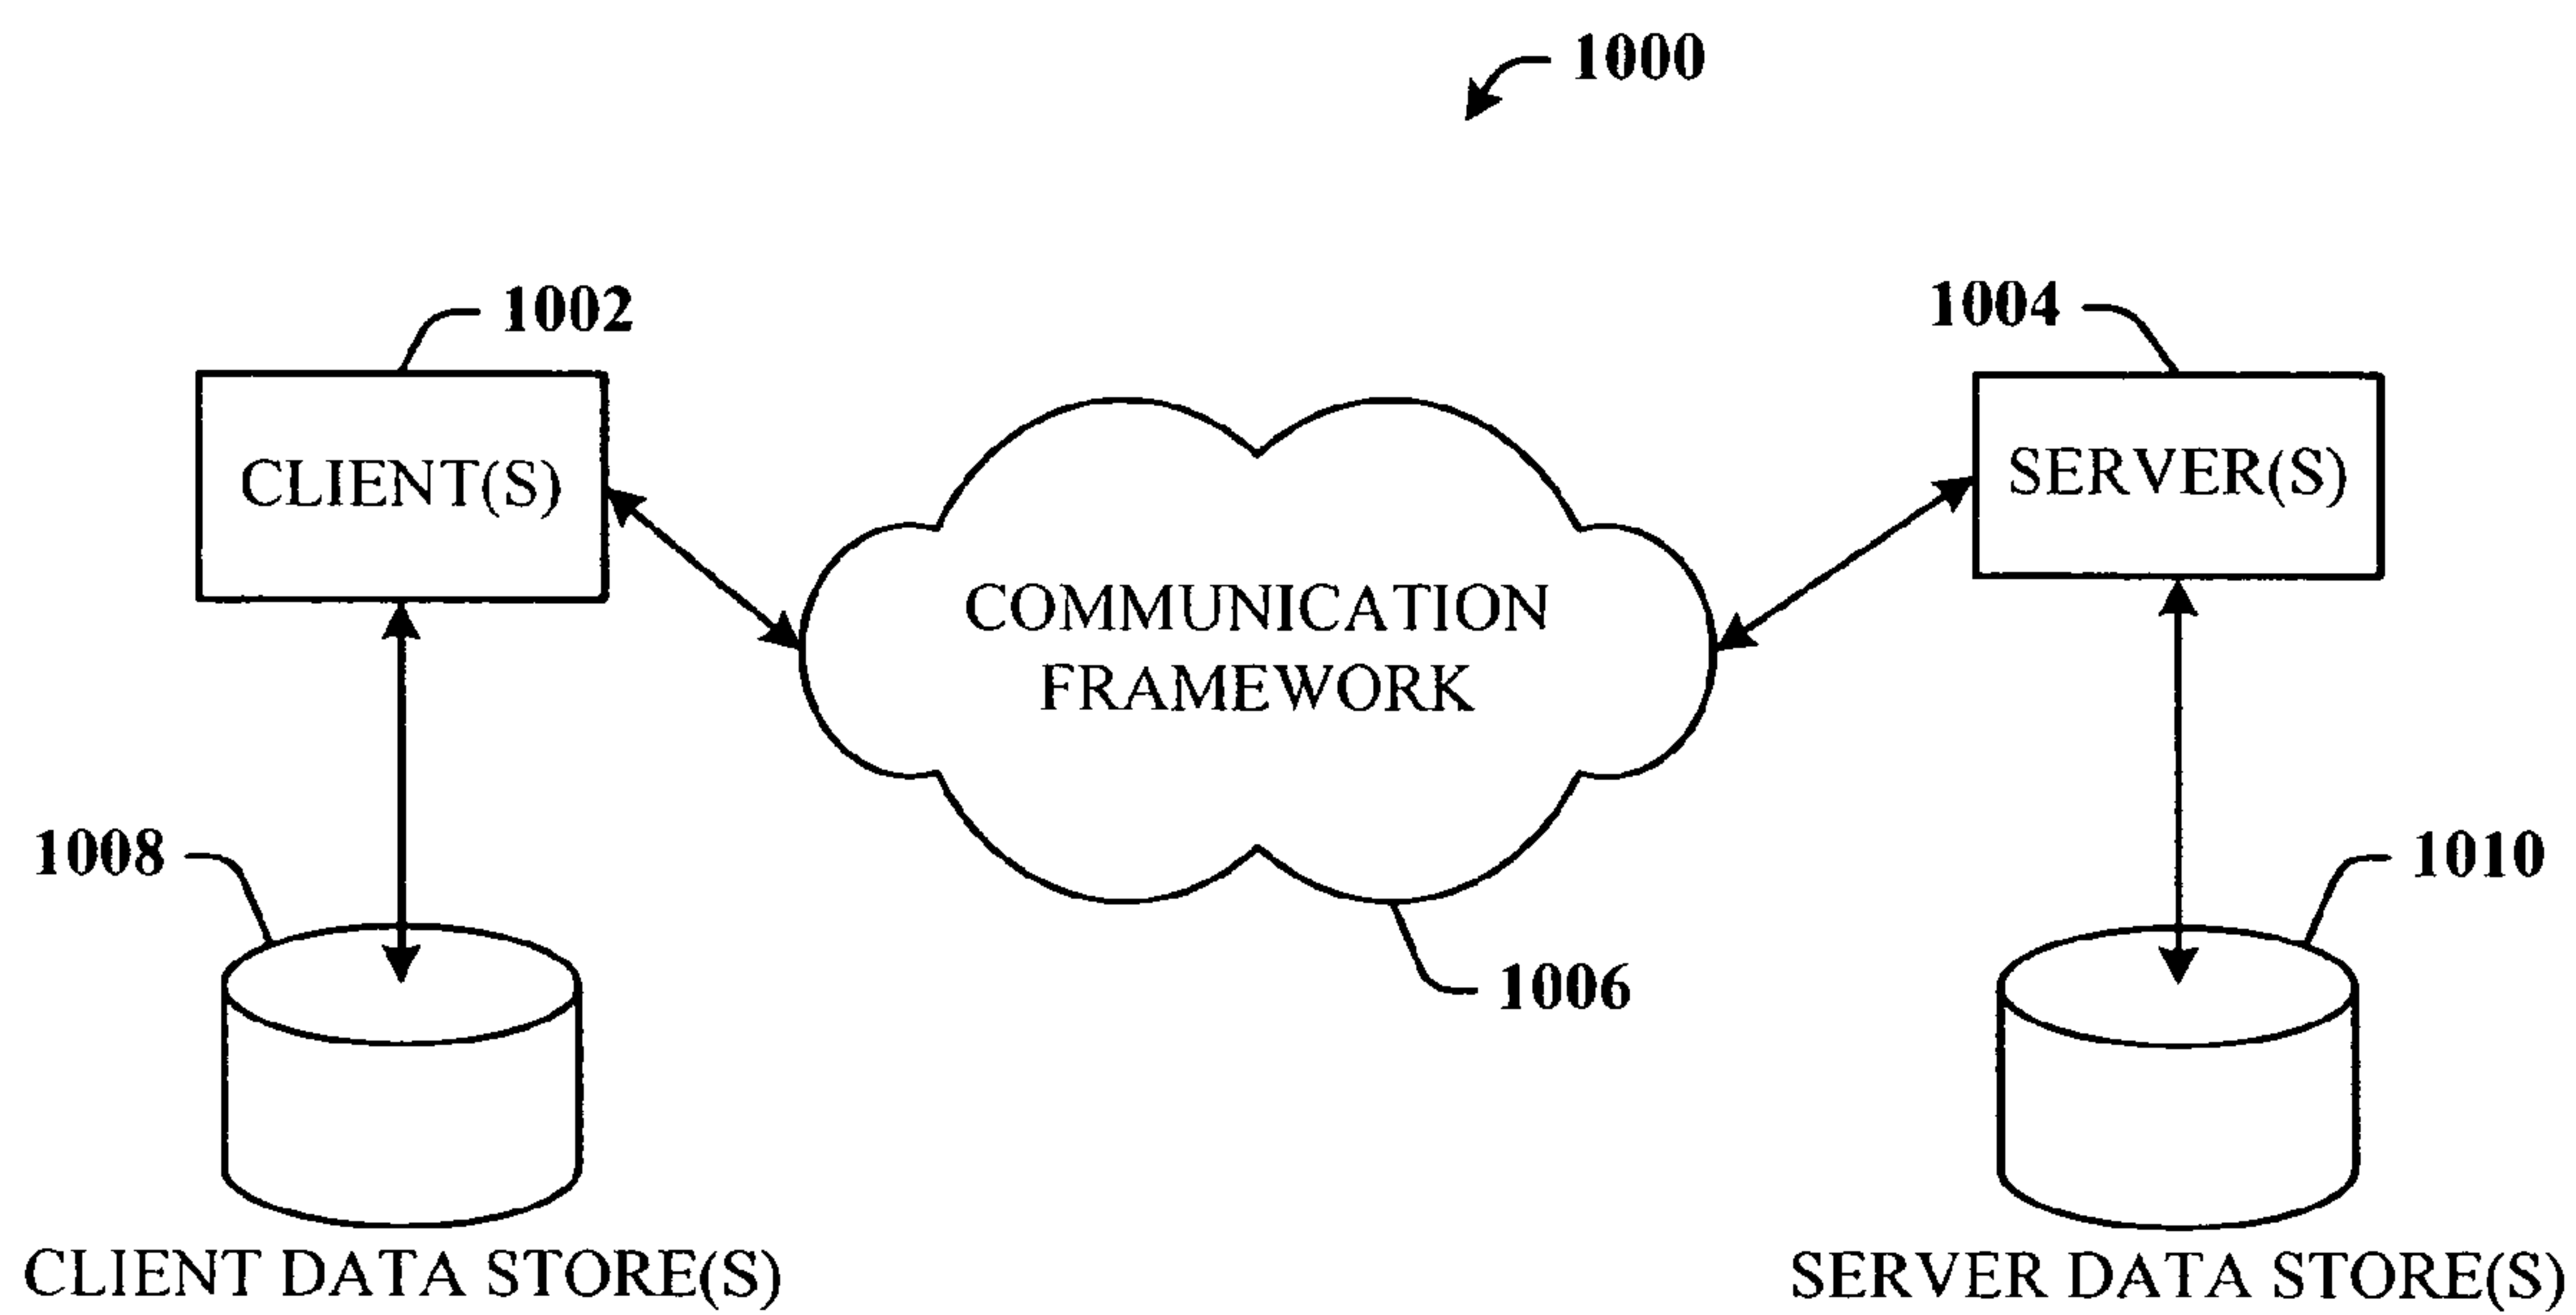 1000
1002
1004
CLIENT(S)
SERVER(S)
COMMUNICATION
FRAMEWORK
1008
1010
1006
CLIENT DATA STORE(S)
SERVER DATA STORE(S)